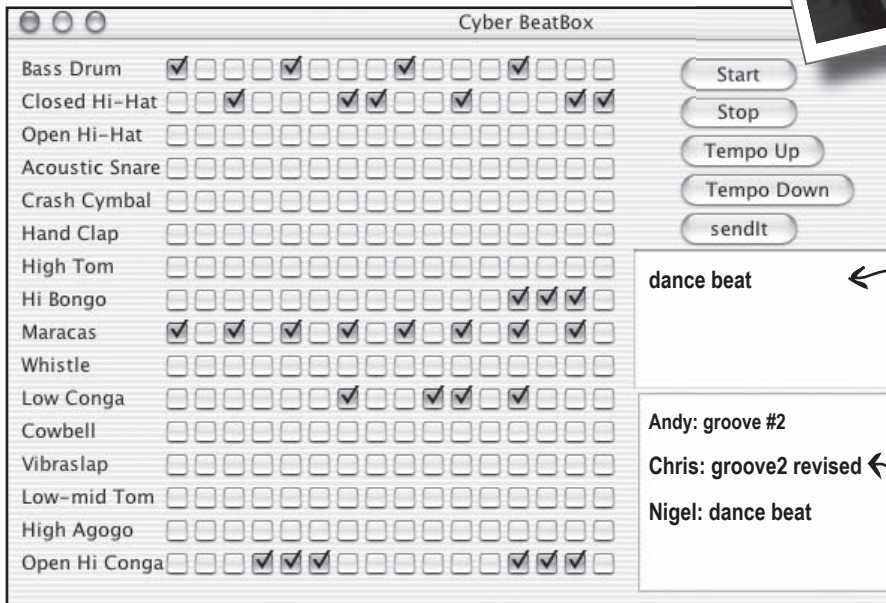 Cyber BeatBox
Bass Drum
Closed Hi-Hat
Open Hi-Hat
Acoustic Snare
Crash Cymbal
Hand Clap
High Tom
Hi Bongo
Maracas
Whistle
Low Conga
Cowbell
Vibraslap
Low-mid Tom
High Agogo
Open Hi Conga
Start
Stop
Tempo Up
Tempo Down
sendIt
dance beat
Andy: groove #2
Chris: groove2 revised
Nigel: dance beat